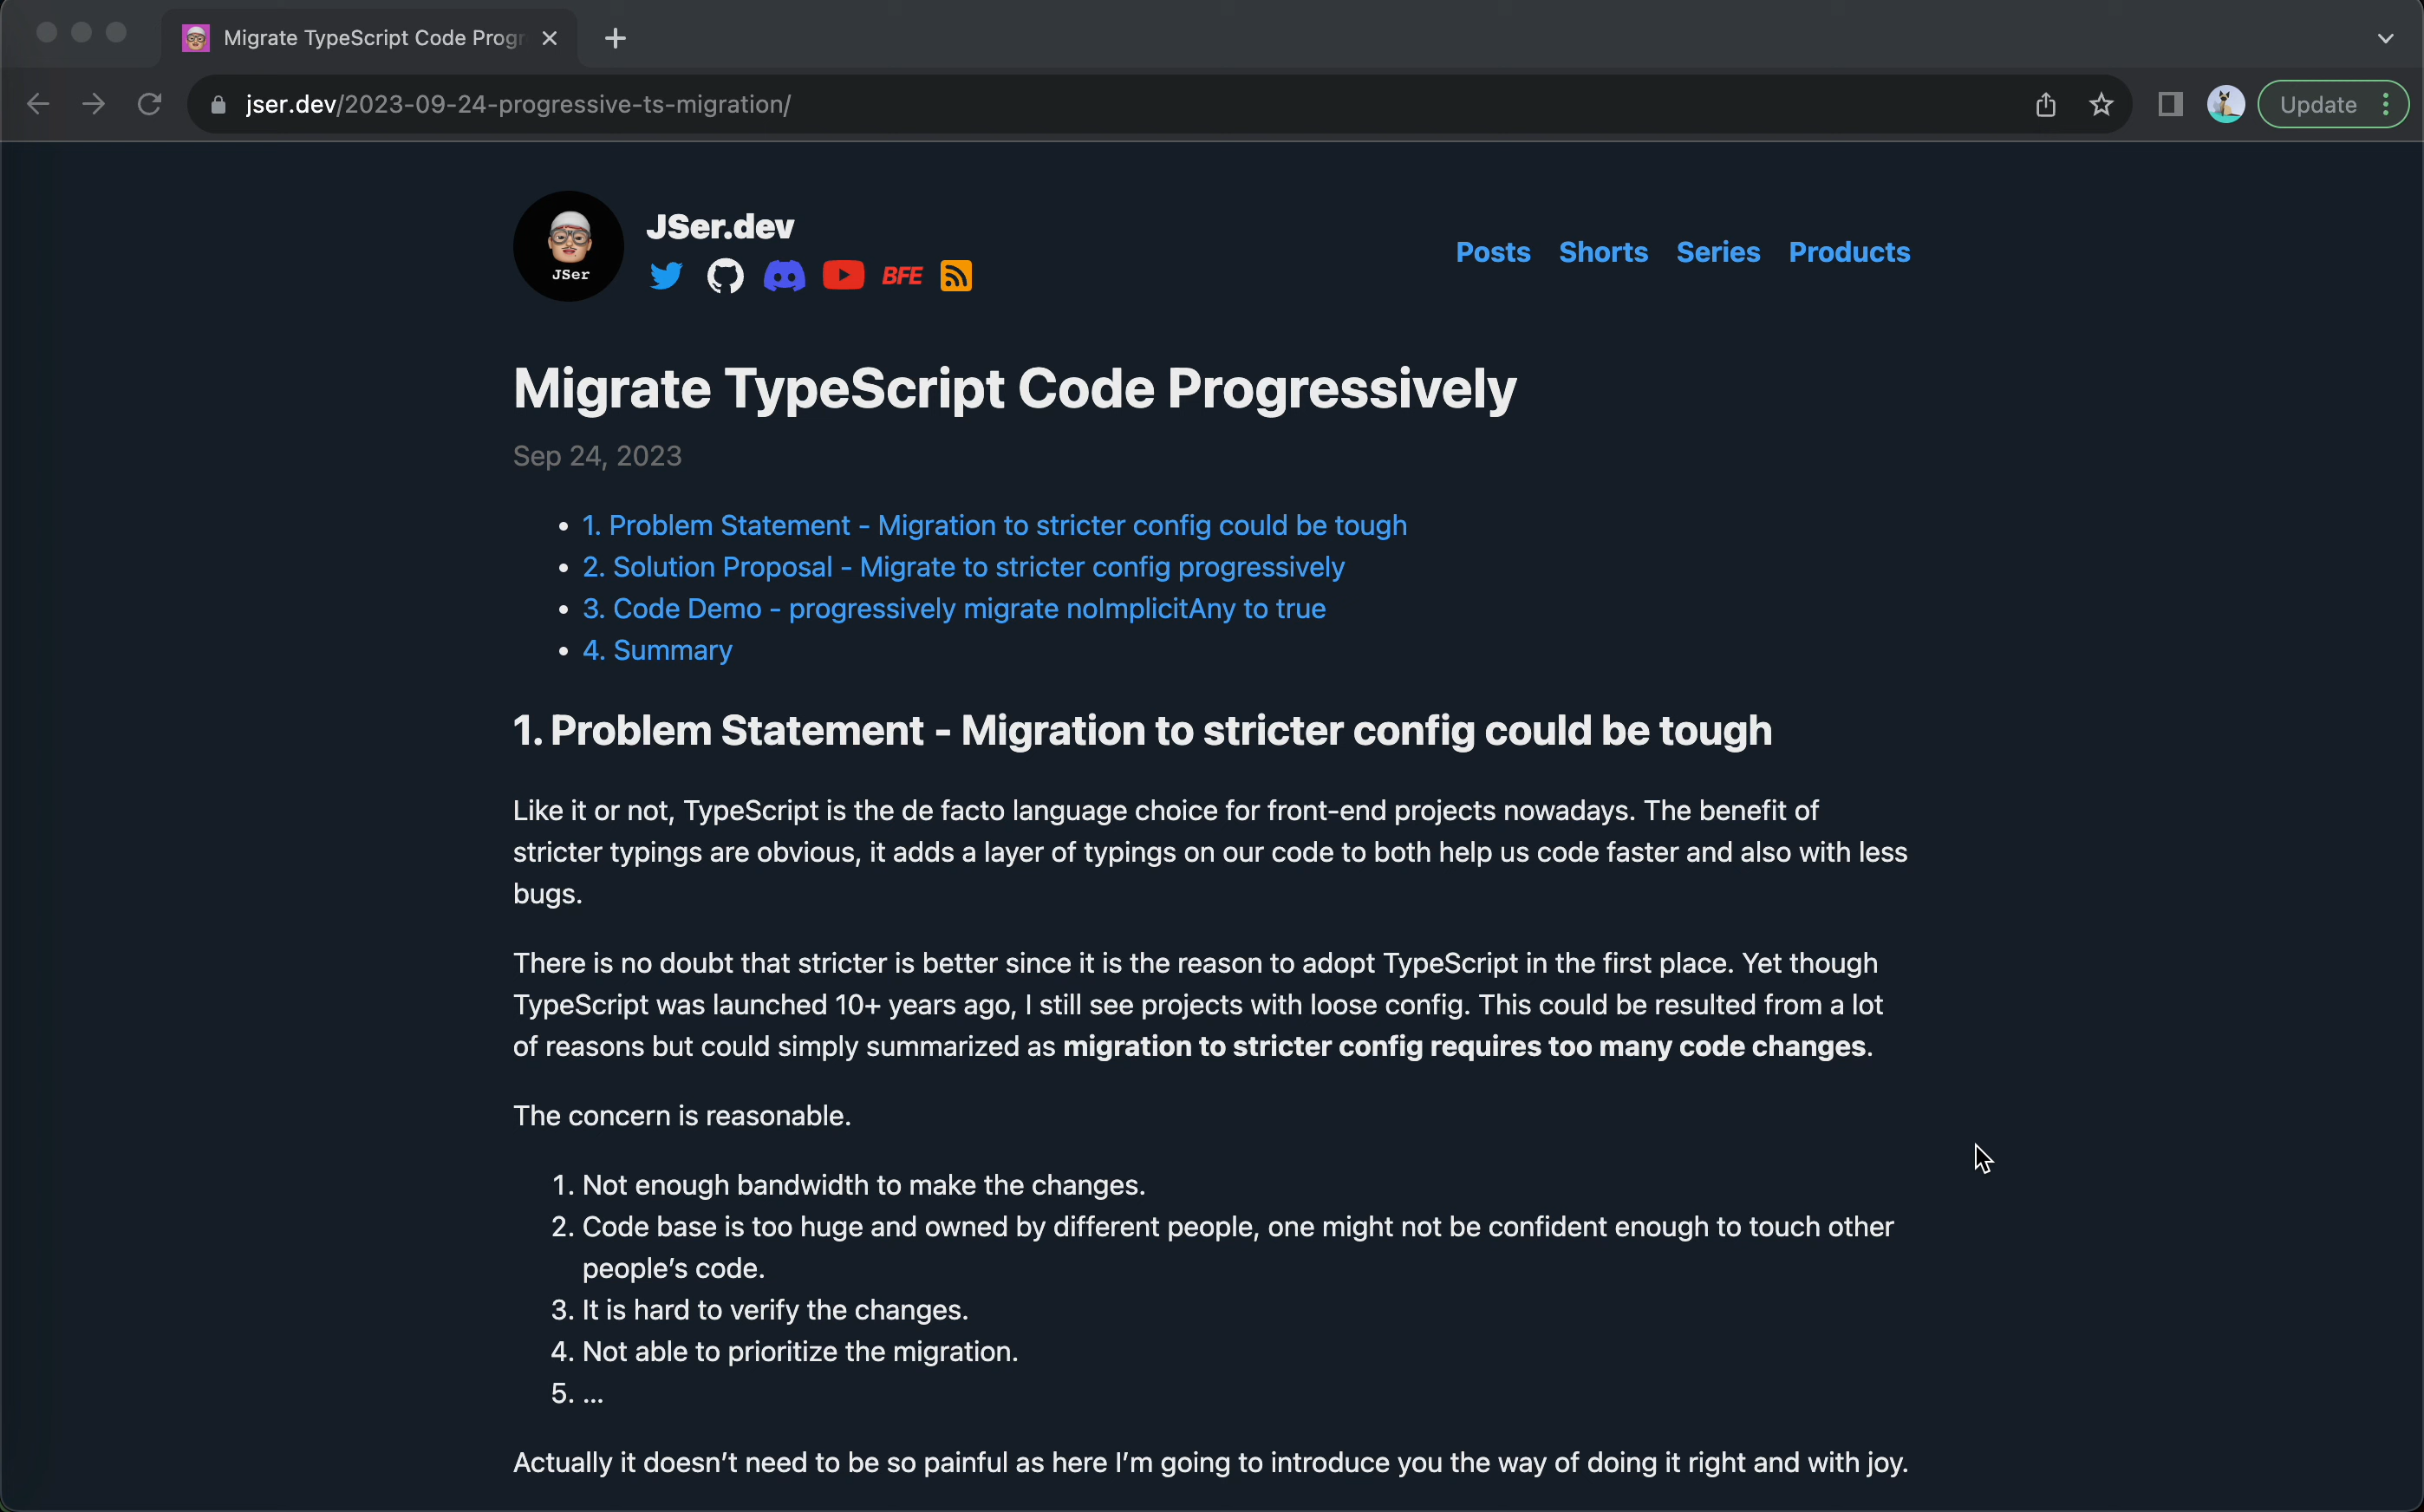 Migrate TypeScript Code Progr
jser.dev/2023-09-24-progressive-ts-migration/
Update
JSer
JSer.dev
BFE
Posts Shorts Series Products
Migrate TypeScript Code Progressively
Sep 24, 2023
• 1. Problem Statement - Migration to stricter config could be tough
• 2. Solution Proposal - Migrate to stricter config progressively
• 3. Code Demo - progressively migrate noImplicitAny to true
• 4. Summary
1. Problem Statement - Migration to stricter config could be tough
Like it or not, TypeScript is the de facto language choice for front-end projects nowadays. The benefit of
stricter typings are obvious, it adds a layer of typings on our code to both help us code faster and also with less
bugs.
There is no doubt that stricter is better since it is the reason to adopt TypeScript in the first place. Yet though
TypeScript was launched 10+ years ago, I still see projects with loose config. This could be resulted from a lot
of reasons but could simply summarized as migration to stricter config requires too many code changes.
The concern is reasonable.
1. Not enough bandwidth to make the changes.
2. Code base is too huge and owned by different people, one might not be confident enough to touch other
people’s code.
3. It is hard to verify the changes.
4. Not able to prioritize the migration.
5. …
Actually it doesn’t need to be so painful as here I’m going to introduce you the way of doing it right and with joy.